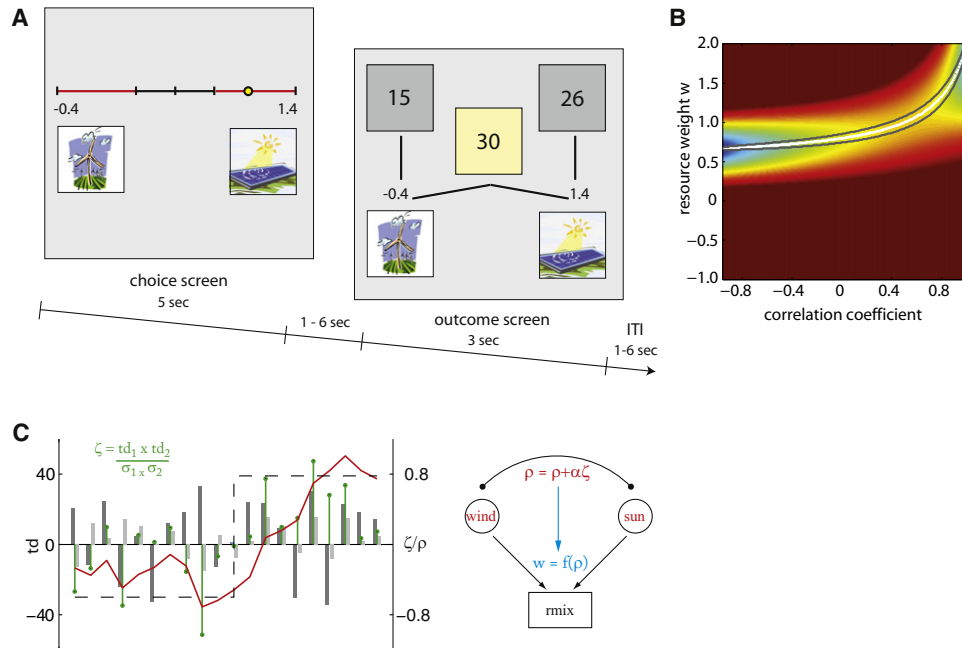 A
-0.4
1.4
choice screen
5 sec
15
26
30
-0.4
1.4
outcome screen
3 sec
1 - 6 sec
ITI
1-6 sec
B
2.0
1.5
1.0
0.5
0
-0.5
-1.0
resource weight w
-0.8
-0.4
0
0.4
0.8
correlation coefficient
C
ζ = td₁ x td₂
σ₁ x σ₂
40
0
-40
td
0.8
ζ/ρ
-0.8
ρ = ρ+αζ
wind
sun
w = f(ρ)
rmix